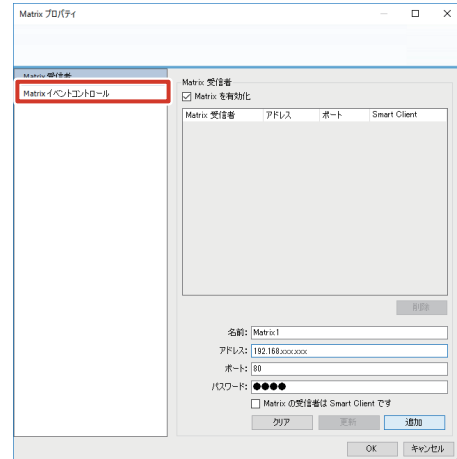 Matrix プロパティ
Matrix 受信者
Matrix イベントコントロール
Matrix 受信者
Matrix を有効化
Matrix 受信者 アドレス ポート Smart Client
削除
名前: Matrix1
アドレス: 192.168.xxx.xxx
ポート: 80
パスワード: ●●●●
Matrix の受信者は Smart Client です
クリア 更新 追加
OK キャンセル